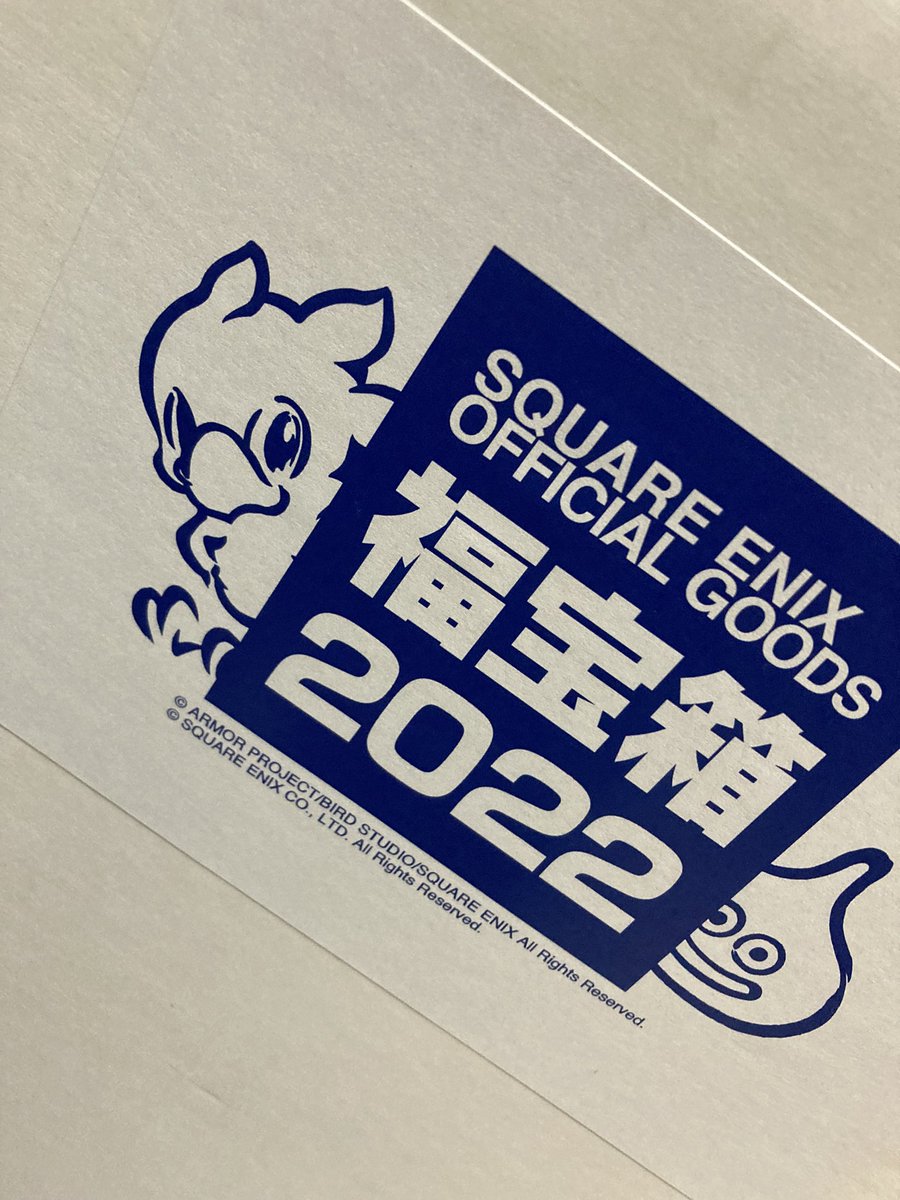 SQUARE ENIX
OFFICIAL GOODS
福宝箱
2022
© ARMOR PROJECT/BIRD STUDIO/SQUARE ENIX All Rights Reserved.
© SQUARE ENIX CO., LTD. All Rights Reserved.